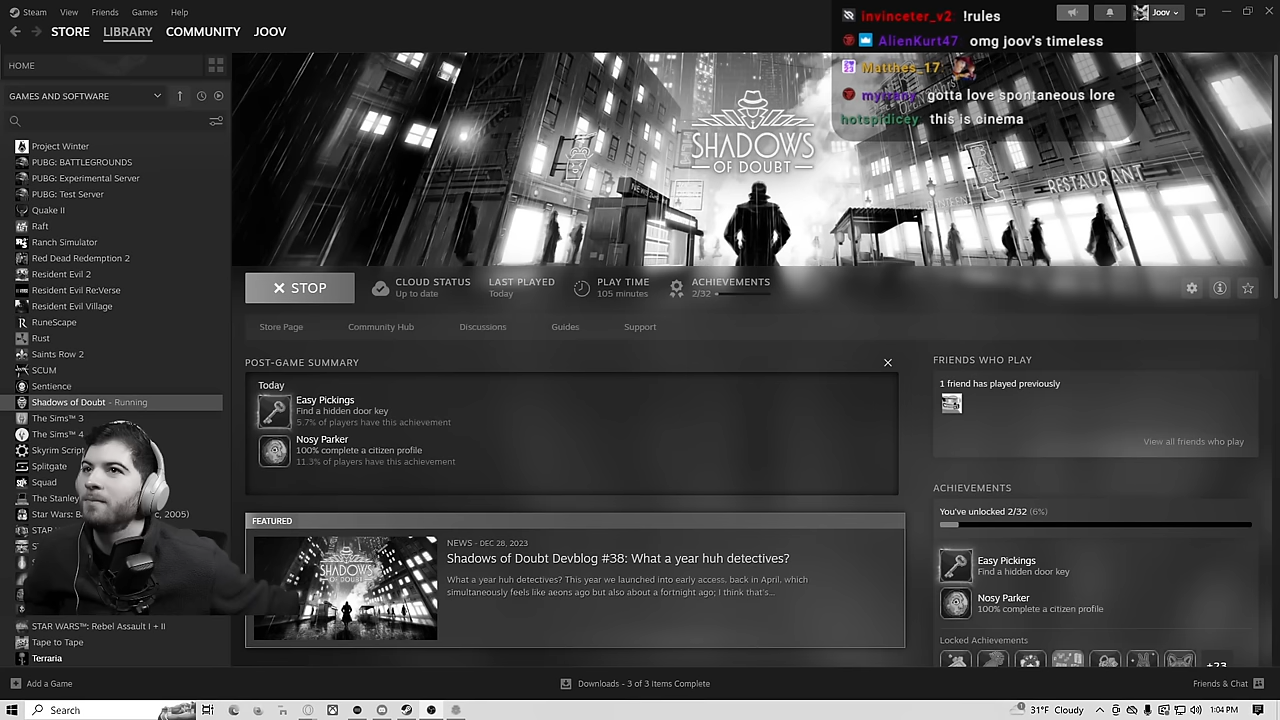 Steam View Friends Games Help
STORE LIBRARY COMMUNITY JOOV
Joov
invinceter_v2 !rules
AlienKurt47 omg joov's timeless
Matthes_17
gotta love spontaneous lore
hotspidicey this is cinema
HOME
GAMES AND SOFTWARE
Project Winter
PUBG: BATTLEGROUNDS
PUBG: Experimental Server
PUBG: Test Server
Quake II
Raft
Ranch Simulator
Red Dead Redemption 2
Resident Evil 2
Resident Evil Re:Verse
Resident Evil Village
RuneScape
Rust
Saints Row 2
SCUM
Sentience
Shadows of Doubt - Running
The Sims™ 3
The Sims™ 4
Skyrim Script
Splitgate
Squad
The Stanley
Star Wars: B c, 2005)
STAR
STAR WARS™: Rebel Assault I + II
Tape to Tape
Terraria
SHADOWS
OF DOUBT
NEWS
RESTAURANT
STOP
CLOUD STATUS
Up to date
LAST PLAYED
Today
PLAY TIME
105 minutes
ACHIEVEMENTS
2/32
Store Page Community Hub Discussions Guides Support
POST-GAME SUMMARY
Today
Easy Pickings
Find a hidden door key
5.7% of players have this achievement
Nosy Parker
100% complete a citizen profile
11.3% of players have this achievement
FEATURED
SHADOWS
OF DOUBT
NEWS - DEC 28, 2023
Shadows of Doubt Devblog #38: What a year huh detectives?
What a year huh detectives? This year we launched into early access, back in April, which
simultaneously feels like aeons ago but also about a fortnight ago; I think that's...
FRIENDS WHO PLAY
1 friend has played previously
View all friends who play
ACHIEVEMENTS
You've unlocked 2/32 (6%)
Easy Pickings
Find a hidden door key
Nosy Parker
100% complete a citizen profile
Locked Achievements
+23
Add a Game
Downloads - 3 of 3 Items Complete
Friends & Chat
Search
31°F Cloudy
1:04 PM